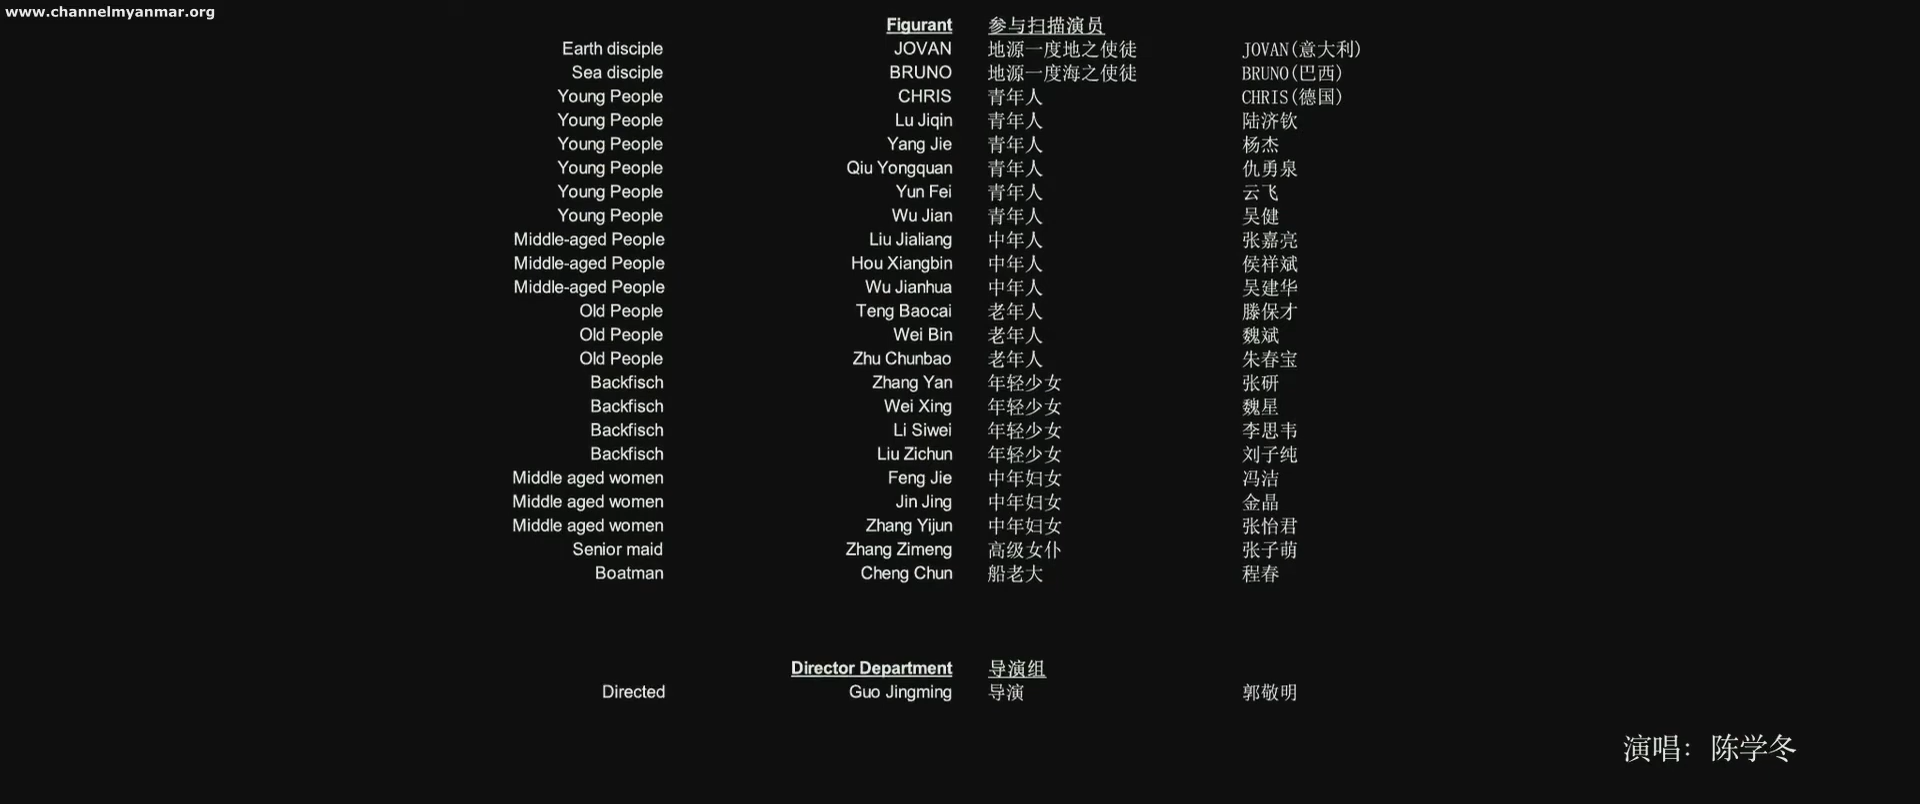 www.channelmyanmar.org
Figurant 参与扫描演员
Earth disciple JOVAN 地源一度地之使徒 JOVAN(意大利)
Sea disciple BRUNO 地源一度海之使徒 BRUNO(巴西)
Young People CHRIS 青年人 CHRIS(德国)
Young People Lu Jiqin 青年人 陆济钦
Young People Yang Jie 青年人 杨杰
Young People Qiu Yongquan 青年人 仇勇泉
Young People Yun Fei 青年人 云飞
Young People Wu Jian 青年人 吴健
Middle-aged People Liu Jialiang 中年人 张嘉亮
Middle-aged People Hou Xiangbin 中年人 侯祥斌
Middle-aged People Wu Jianhua 中年人 吴建华
Old People Teng Baocai 老年人 滕保才
Old People Wei Bin 老年人 魏斌
Old People Zhu Chunbao 老年人 朱春宝
Backfisch Zhang Yan 年轻少女 张研
Backfisch Wei Xing 年轻少女 魏星
Backfisch Li Siwei 年轻少女 李思韦
Backfisch Liu Zichun 年轻少女 刘子纯
Middle aged women Feng Jie 中年妇女 冯洁
Middle aged women Jin Jing 中年妇女 金晶
Middle aged women Zhang Yijun 中年妇女 张怡君
Senior maid Zhang Zimeng 高级女仆 张子萌
Boatman Cheng Chun 船老大 程春
Director Department 导演组
Directed Guo Jingming 导演 郭敬明
演唱: 陈学冬